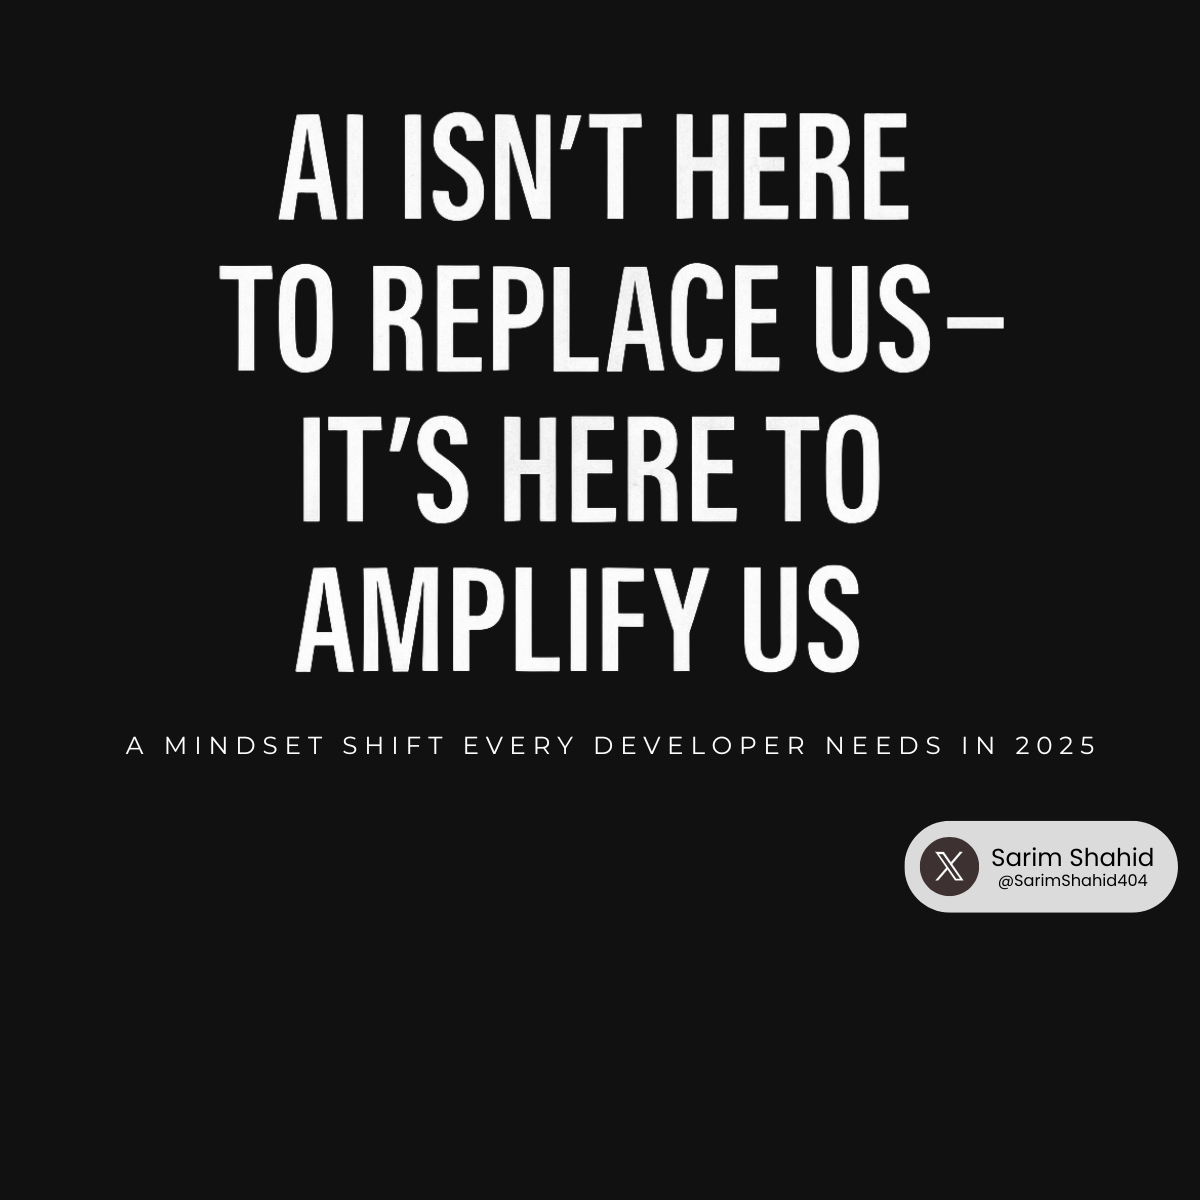 AI ISN’T HERE
TO REPLACE US–
IT’S HERE TO
AMPLIFY US
A MINDSET SHIFT EVERY DEVELOPER NEEDS IN 2025
Sarim Shahid
@SarimShahid404